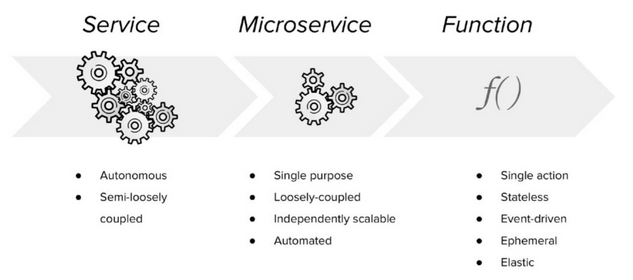 Service
Microservice
Function
f()
• Autonomous
• Semi-loosely
coupled
• Single purpose
• Loosely-coupled
• Independently scalable
• Automated
• Single action
• Stateless
• Event-driven
• Ephemeral
• Elastic